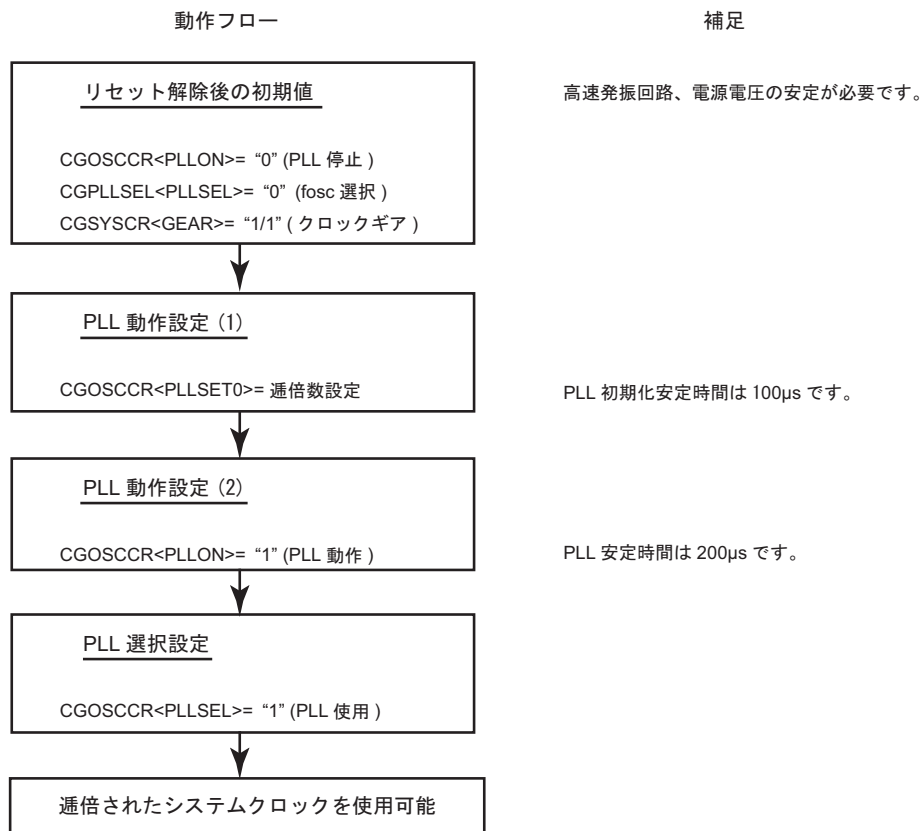 動作フロー
補足
リセット解除後の初期値
高速発振回路、電源電圧の安定が必要です。
CGOSCCR<PLLON>= “0” (PLL 停止 )
CGPLLSEL<PLLSEL>= “0” (fosc 選択 )
CGSYSCR<GEAR>= “1/1” ( クロックギア )
PLL 動作設定 (1)
CGOSCCR<PLLSET0>= 逓倍数設定
PLL 初期化安定時間は 100μs です。
PLL 動作設定 (2)
CGOSCCR<PLLON>= “1” (PLL 動作 )
PLL 安定時間は 200μs です。
PLL 選択設定
CGOSCCR<PLLSEL>= “1” (PLL 使用 )
逓倍されたシステムクロックを使用可能